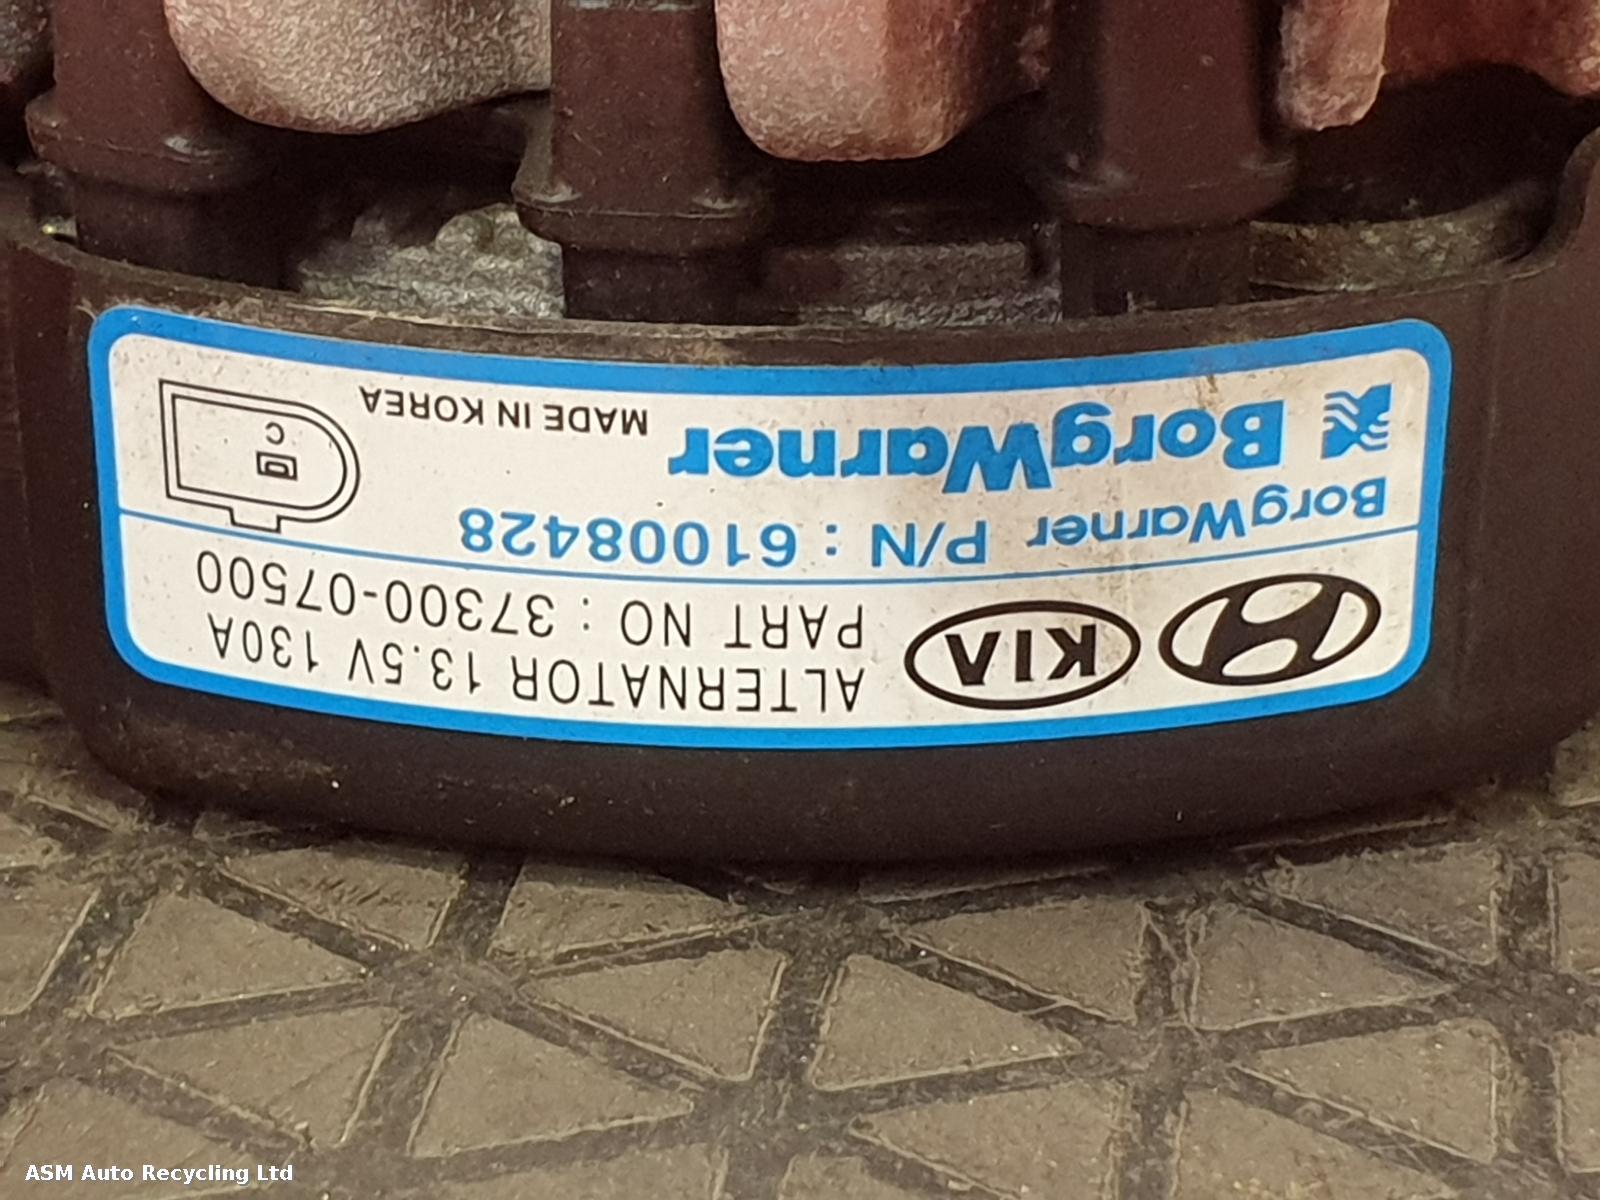 ALTERNATOR 13.5V 130A
PART NO : 37300-07500
KIA
BorgWarner P/N : 61008428
BorgWarner
MADE IN KOREA
C
ASM Auto Recycling Ltd